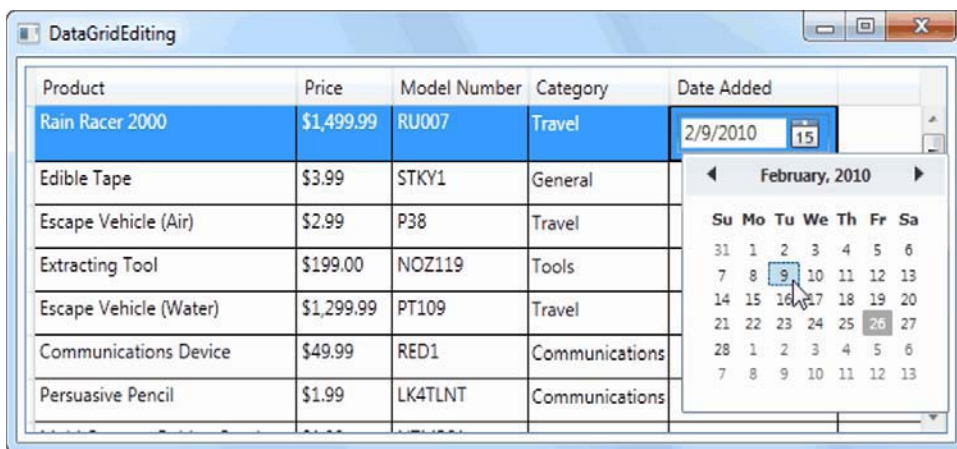 DataGridEditing
Product Price Model Number Category Date Added
Rain Racer 2000 $1,499.99 RU007 Travel 2/9/2010 15
Edible Tape $3.99 STKY1 General
Escape Vehicle (Air) $2.99 P38 Travel
Extracting Tool $199.00 NOZ119 Tools
Escape Vehicle (Water) $1,299.99 PT109 Travel
Communications Device $49.99 RED1 Communications
Persuasive Pencil $1.99 LK4TLNT Communications
February, 2010
Su Mo Tu We Th Fr Sa
31 1 2 3 4 5 6
7 8 9 10 11 12 13
14 15 16 17 18 19 20
21 22 23 24 25 26 27
28 1 2 3 4 5 6
7 8 9 10 11 12 13